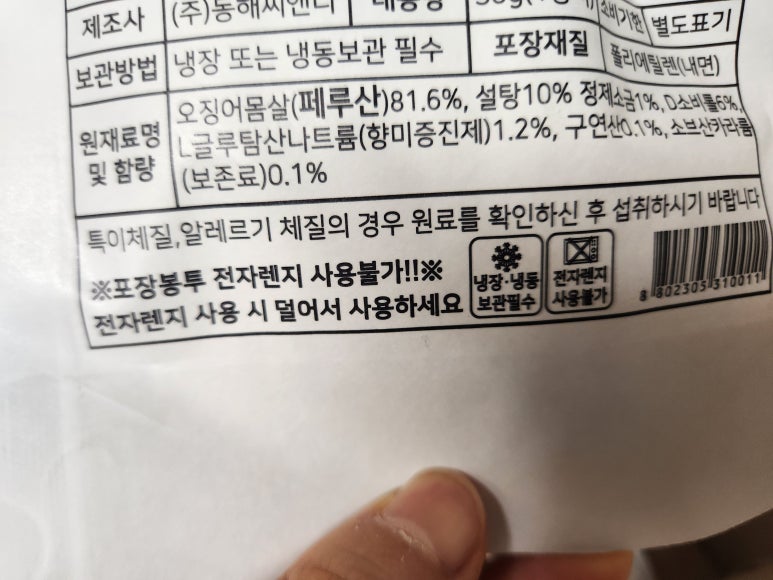 제조사 (주)동해씨앤디 내용량 소비기한 별도표기
보관방법 냉장 또는 냉동보관 필수 포장재질 폴리에틸렌(내면)
원재료명 및 함량
오징어몸살(페루산)81.6%, 설탕10% 정제소금1%, D소비톨6%,
L글루탐산나트륨(향미증진제)1.2%, 구연산0.1%, 소브산카라륨
(보존료)0.1%
특이체질,알레르기 체질의 경우 원료를 확인하신 후 섭취하시기 바랍니다
※포장봉투 전자렌지 사용불가!!※
전자렌지 사용 시 덜어서 사용하세요
냉장·냉동
보관필수
전자렌지
사용불가
8 802305 310011